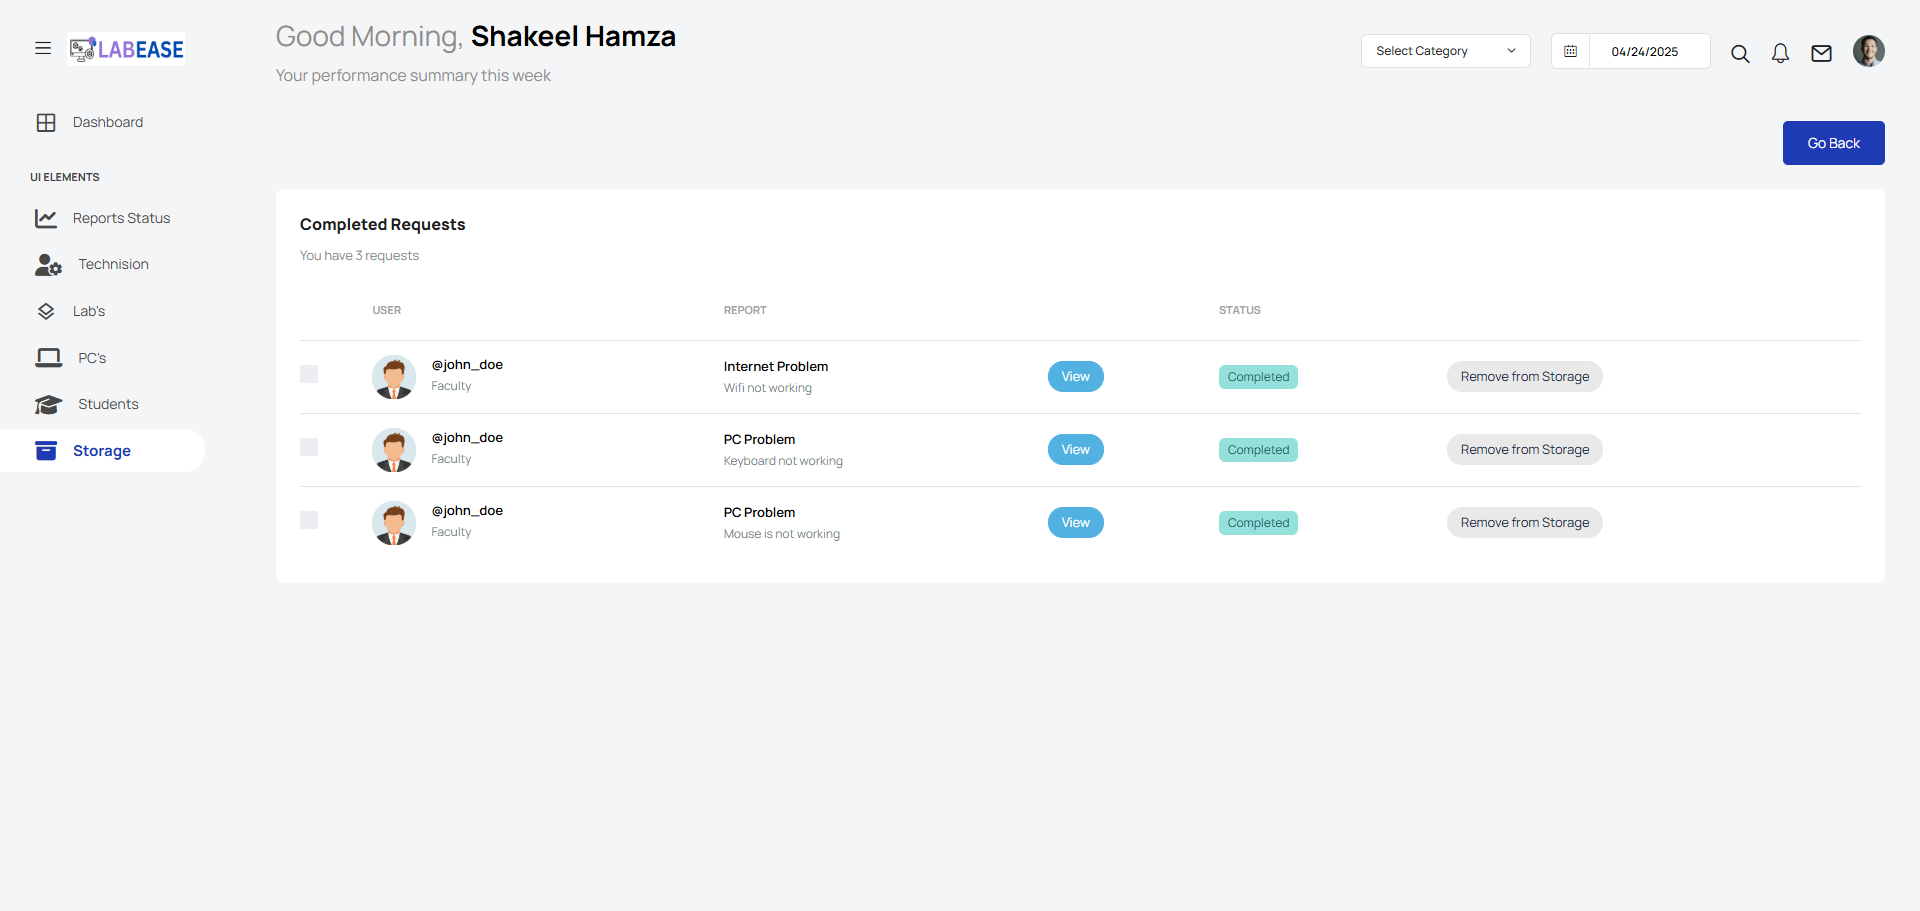 LABEASE
Good Morning, Shakeel Hamza
Your performance summary this week
Select Category
04/24/2025
Dashboard
Go Back
UI ELEMENTS
Reports Status
Technision
Lab's
PC's
Students
Storage
Completed Requests
You have 3 requests
USER REPORT STATUS
@john_doe
Faculty
Internet Problem
Wifi not working
View
Completed
Remove from Storage
@john_doe
Faculty
PC Problem
Keyboard not working
View
Completed
Remove from Storage
@john_doe
Faculty
PC Problem
Mouse is not working
View
Completed
Remove from Storage